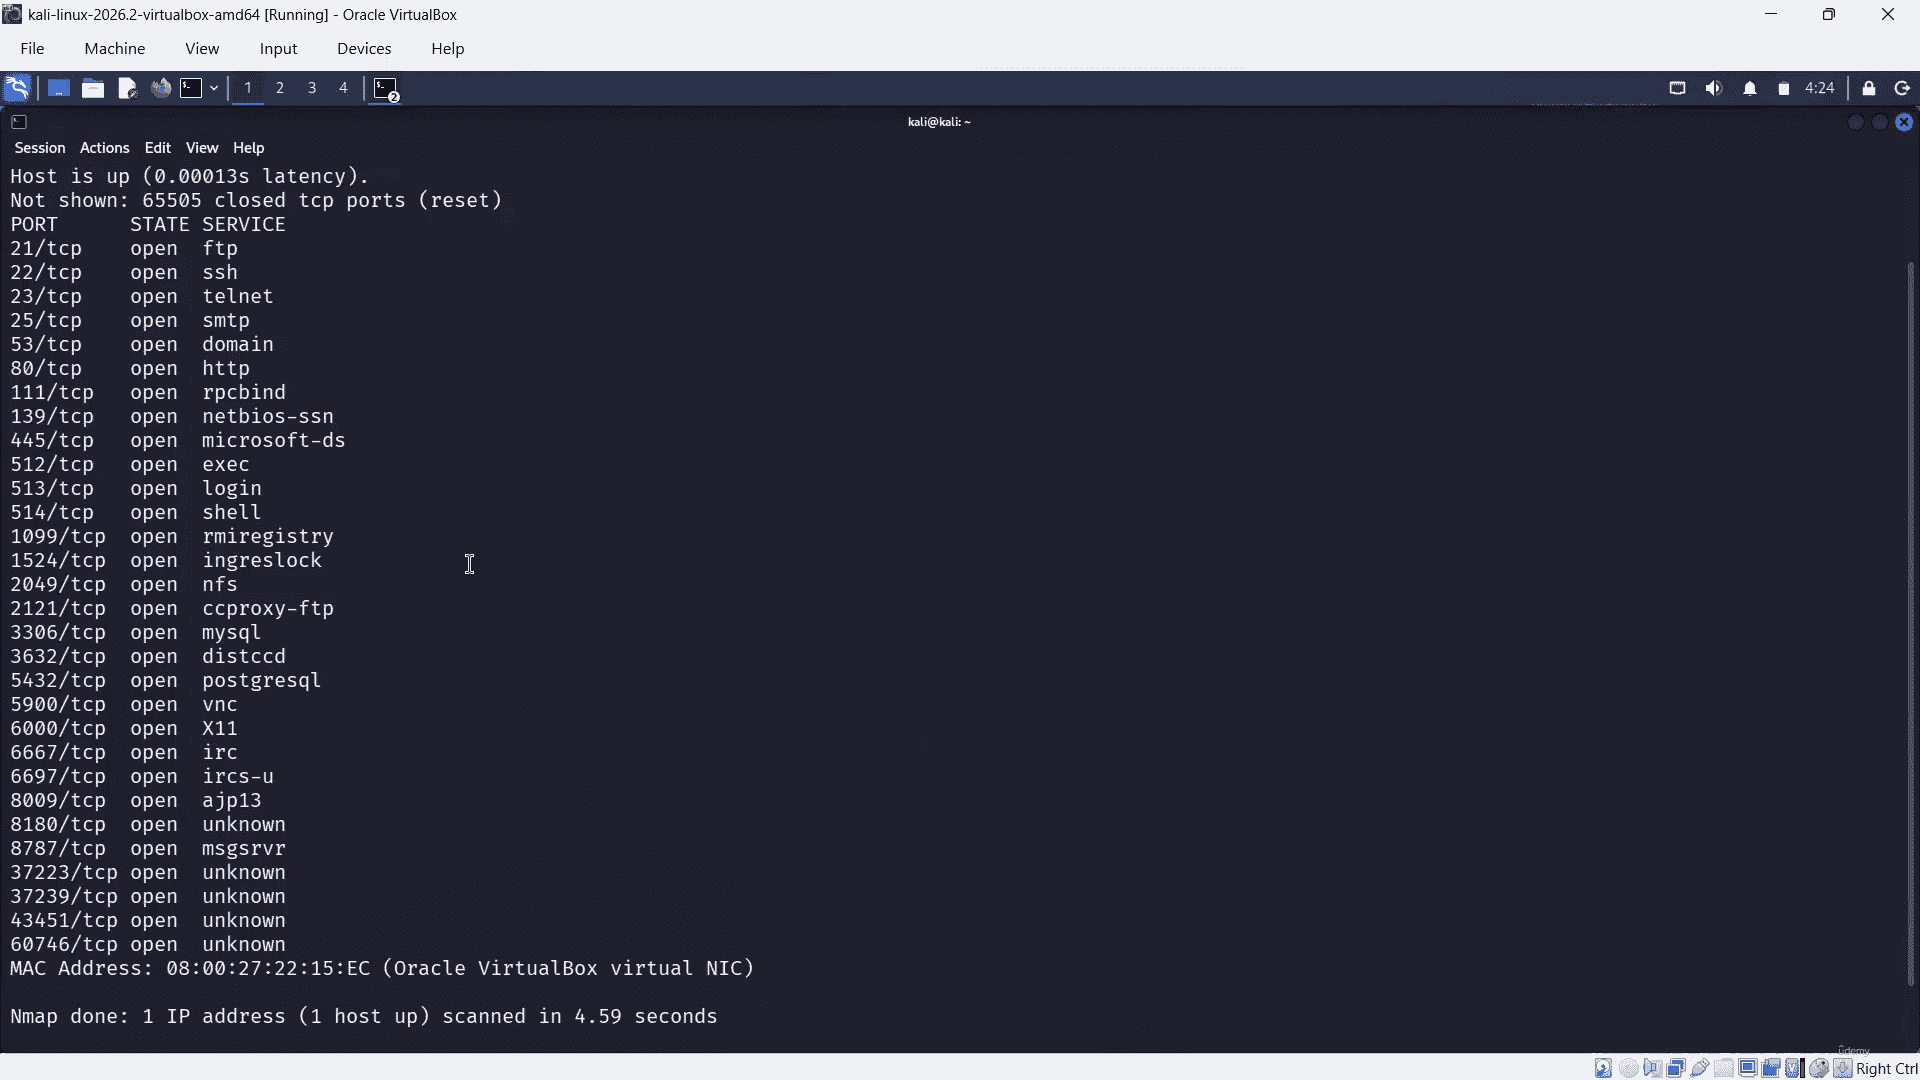 kali-linux-2026.2-virtualbox-amd64 [Running] - Oracle VirtualBox
File Machine View Input Devices Help
1 2 3 4 2 4:24
kali@kali: ~
Session Actions Edit View Help
Host is up (0.00013s latency).
Not shown: 65505 closed tcp ports (reset)
PORT STATE SERVICE
21/tcp open ftp
22/tcp open ssh
23/tcp open telnet
25/tcp open smtp
53/tcp open domain
80/tcp open http
111/tcp open rpcbind
139/tcp open netbios-ssn
445/tcp open microsoft-ds
512/tcp open exec
513/tcp open login
514/tcp open shell
1099/tcp open rmiregistry
1524/tcp open ingreslock
2049/tcp open nfs
2121/tcp open ccproxy-ftp
3306/tcp open mysql
3632/tcp open distccd
5432/tcp open postgresql
5900/tcp open vnc
6000/tcp open X11
6667/tcp open irc
6697/tcp open ircs-u
8009/tcp open ajp13
8180/tcp open unknown
8787/tcp open msgsrvr
37223/tcp open unknown
37239/tcp open unknown
43451/tcp open unknown
60746/tcp open unknown
MAC Address: 08:00:27:22:15:EC (Oracle VirtualBox virtual NIC)
Nmap done: 1 IP address (1 host up) scanned in 4.59 seconds
ûdemy
Right Ctrl